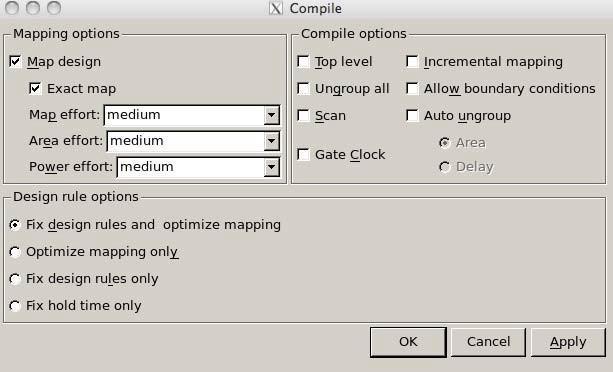 Compile
Mapping options
Map design
Exact map
Map effort: medium
Area effort: medium
Power effort: medium
Compile options
Top level
Incremental mapping
Ungroup all
Allow boundary conditions
Scan
Auto ungroup
Area
Gate Clock
Delay
Design rule options
Fix design rules and  optimize mapping
Optimize mapping only
Fix design rules only
Fix hold time only
OK
Cancel
Apply